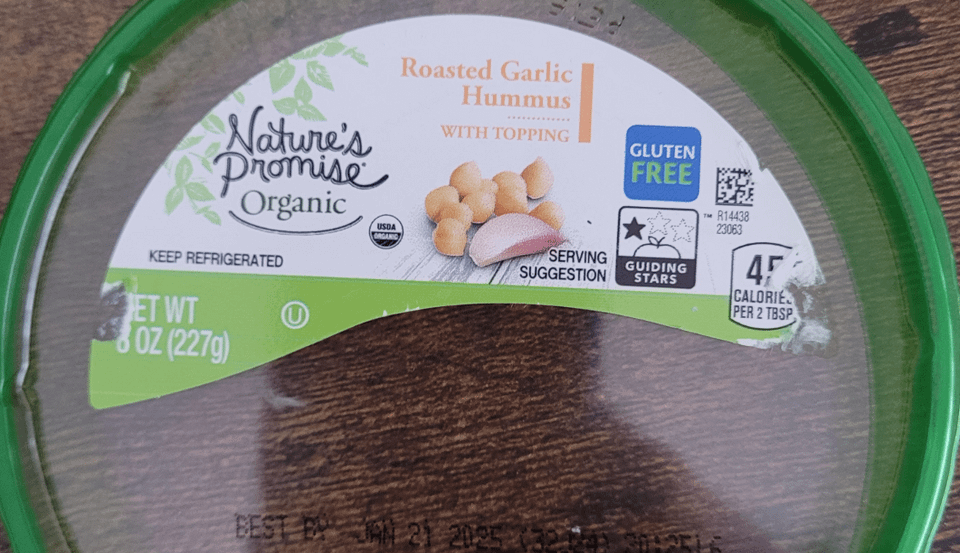 Roasted Garlic
Hummus
WITH TOPPING
Nature's
Promise
Organic
USDA
ORGANIC
GLUTEN
FREE
R14438
23063
KEEP REFRIGERATED
SERVING
SUGGESTION
GUIDING
STARS
CALORIES
PER 2 TBSP
NET WT
8 OZ (227g)
U
BEST BY JAN 21 2025